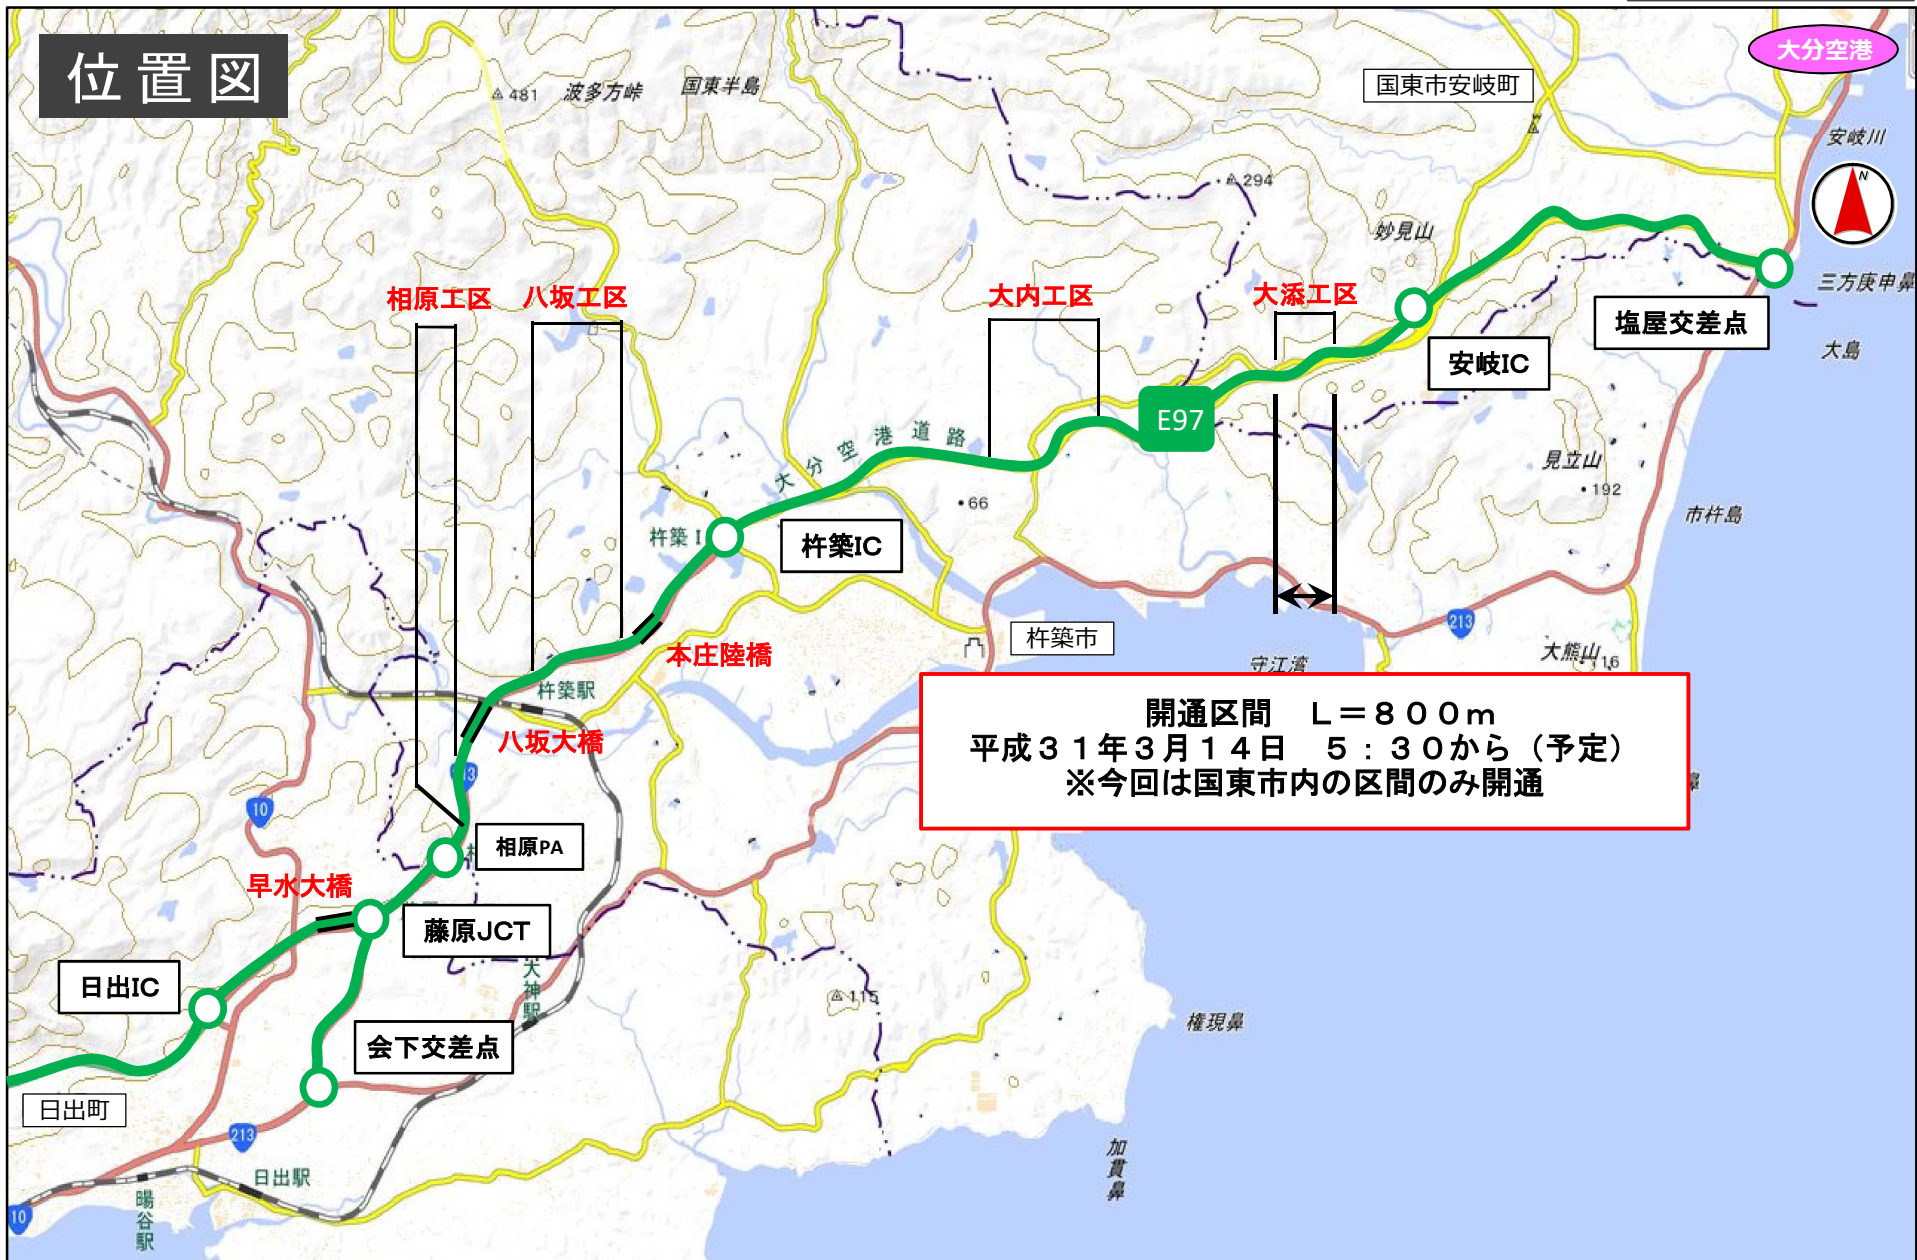 位置図
大分空港
481
波多方峠
国東半島
国東市安岐町
安岐川
N
294
妙見山
三方庚申鼻
相原工区
八坂工区
大内工区
大添工区
塩屋交差点
大島
安岐IC
E97
大分空港道路
見立山
192
66
市杵島
杵築I
杵築IC
213
杵築市
本庄陸橋
守江湾
大熊山
116
杵築駅
八坂大橋
開通区間 L=800m
平成31年3月14日 5:30から(予定)
※今回は国東市内の区間のみ開通
10
相原PA
早水大橋
藤原JCT
日出IC
大神駅
115
権現鼻
会下交差点
日出町
213
日出駅
加貫鼻
暘谷駅
10